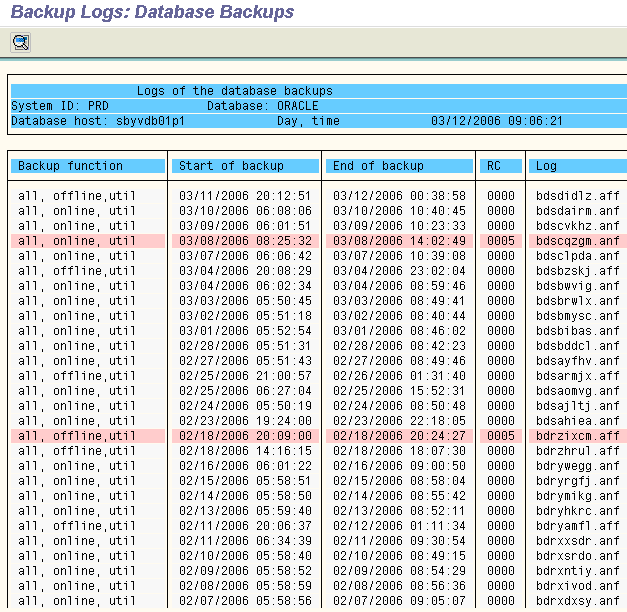 Backup Logs: Database Backups
Logs of the database backups
System ID: PRD Database: ORACLE
Database host: sbyvdb01p1 Day, time 03/12/2006 09:06:21
Backup function Start of backup End of backup RC Log
all, offline,util 03/11/2006 20:12:51 03/12/2006 00:38:58 0000 bdsdidlz.aff
all, online, util 03/10/2006 06:08:06 03/10/2006 10:40:45 0000 bdsdairm.anf
all, online, util 03/09/2006 06:01:51 03/09/2006 10:23:33 0000 bdscvkhz.anf
all, online, util 03/08/2006 08:25:32 03/08/2006 14:02:49 0005 bdscqzgm.anf
all, online, util 03/07/2006 06:06:42 03/07/2006 10:39:08 0000 bdsclpda.anf
all, offline,util 03/04/2006 20:08:29 03/04/2006 23:02:04 0000 bdsbzskj.aff
all, online, util 03/04/2006 06:02:34 03/04/2006 08:59:46 0000 bdsbwvig.anf
all, online, util 03/03/2006 05:50:45 03/03/2006 08:49:41 0000 bdsbrwlx.anf
all, online, util 03/02/2006 05:51:18 03/02/2006 08:40:44 0000 bdsbmysc.anf
all, online, util 03/01/2006 05:52:54 03/01/2006 08:46:02 0000 bdsbibas.anf
all, online, util 02/28/2006 05:51:31 02/28/2006 08:42:23 0000 bdsbddcl.anf
all, online, util 02/27/2006 05:51:43 02/27/2006 08:49:46 0000 bdsayfhv.anf
all, offline,util 02/25/2006 21:00:57 02/26/2006 01:31:40 0000 bdsarmjx.aff
all, online, util 02/25/2006 06:27:04 02/25/2006 15:52:31 0000 bdsaomvg.anf
all, online, util 02/24/2006 05:50:19 02/24/2006 08:50:48 0000 bdsajltj.anf
all, online, util 02/23/2006 19:24:00 02/23/2006 22:18:05 0000 bdsahiea.anf
all, offline,util 02/18/2006 20:09:00 02/18/2006 20:24:27 0005 bdrzixcm.aff
all, offline,util 02/18/2006 14:16:15 02/18/2006 18:07:30 0000 bdrzhrul.aff
all, online, util 02/16/2006 06:01:22 02/16/2006 09:00:50 0000 bdrywegg.anf
all, online, util 02/15/2006 05:58:51 02/15/2006 08:58:04 0000 bdryrgfj.anf
all, online, util 02/14/2006 05:58:50 02/14/2006 08:55:42 0000 bdrymikg.anf
all, online, util 02/13/2006 05:59:40 02/13/2006 08:52:11 0000 bdryhkrc.anf
all, offline,util 02/11/2006 20:06:37 02/12/2006 01:11:34 0000 bdryamfl.aff
all, online, util 02/11/2006 06:34:39 02/11/2006 09:30:54 0000 bdrxxsdr.anf
all, online, util 02/10/2006 05:58:40 02/10/2006 08:49:15 0000 bdrxsrdo.anf
all, online, util 02/09/2006 05:58:52 02/09/2006 08:54:29 0000 bdrxntiy.anf
all, online, util 02/08/2006 05:58:59 02/08/2006 08:56:36 0000 bdrxivod.anf
all, online, util 02/07/2006 05:58:56 02/07/2006 09:05:07 0000 bdrxdxsy.anf